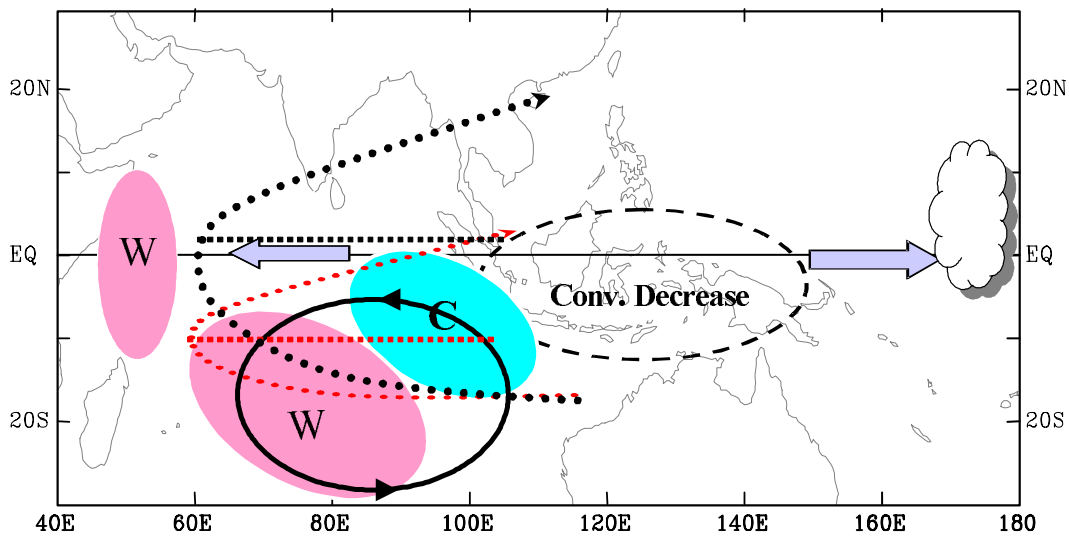 20N 20N
W
EQ EQ
Conv. Decrease
C
20S 20S
W
40E 60E 80E 100E 120E 140E 160E 180